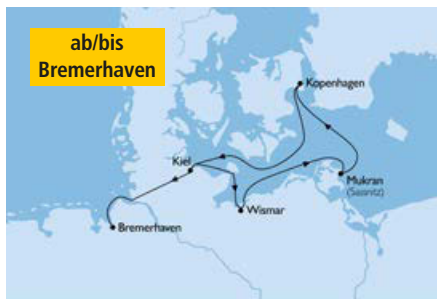 ab/bis
Bremerhaven
Kopenhagen
Kiel
Mukran
(Sassnitz)
Wismar
Bremerhaven